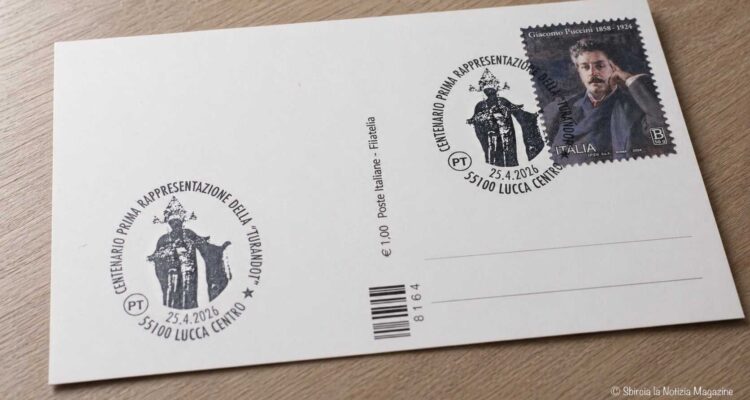 CENTENARIO PRIMA RAPPRESENTAZIONE DELLA "TURANDOT"
PT
25.4.2026
55100 LUCCA CENTRO
€ 1,00 Poste Italiane - Filatelia
8164
CENTENARIO PRIMA RAPPRESENTAZIONE DELLA "TURANDOT"
PT
25.4.2026
55100 LUCCA CENTRO
Giacomo Puccini 1858 - 1924
B
ITALIA
© Sbircia la Notizia Magazine